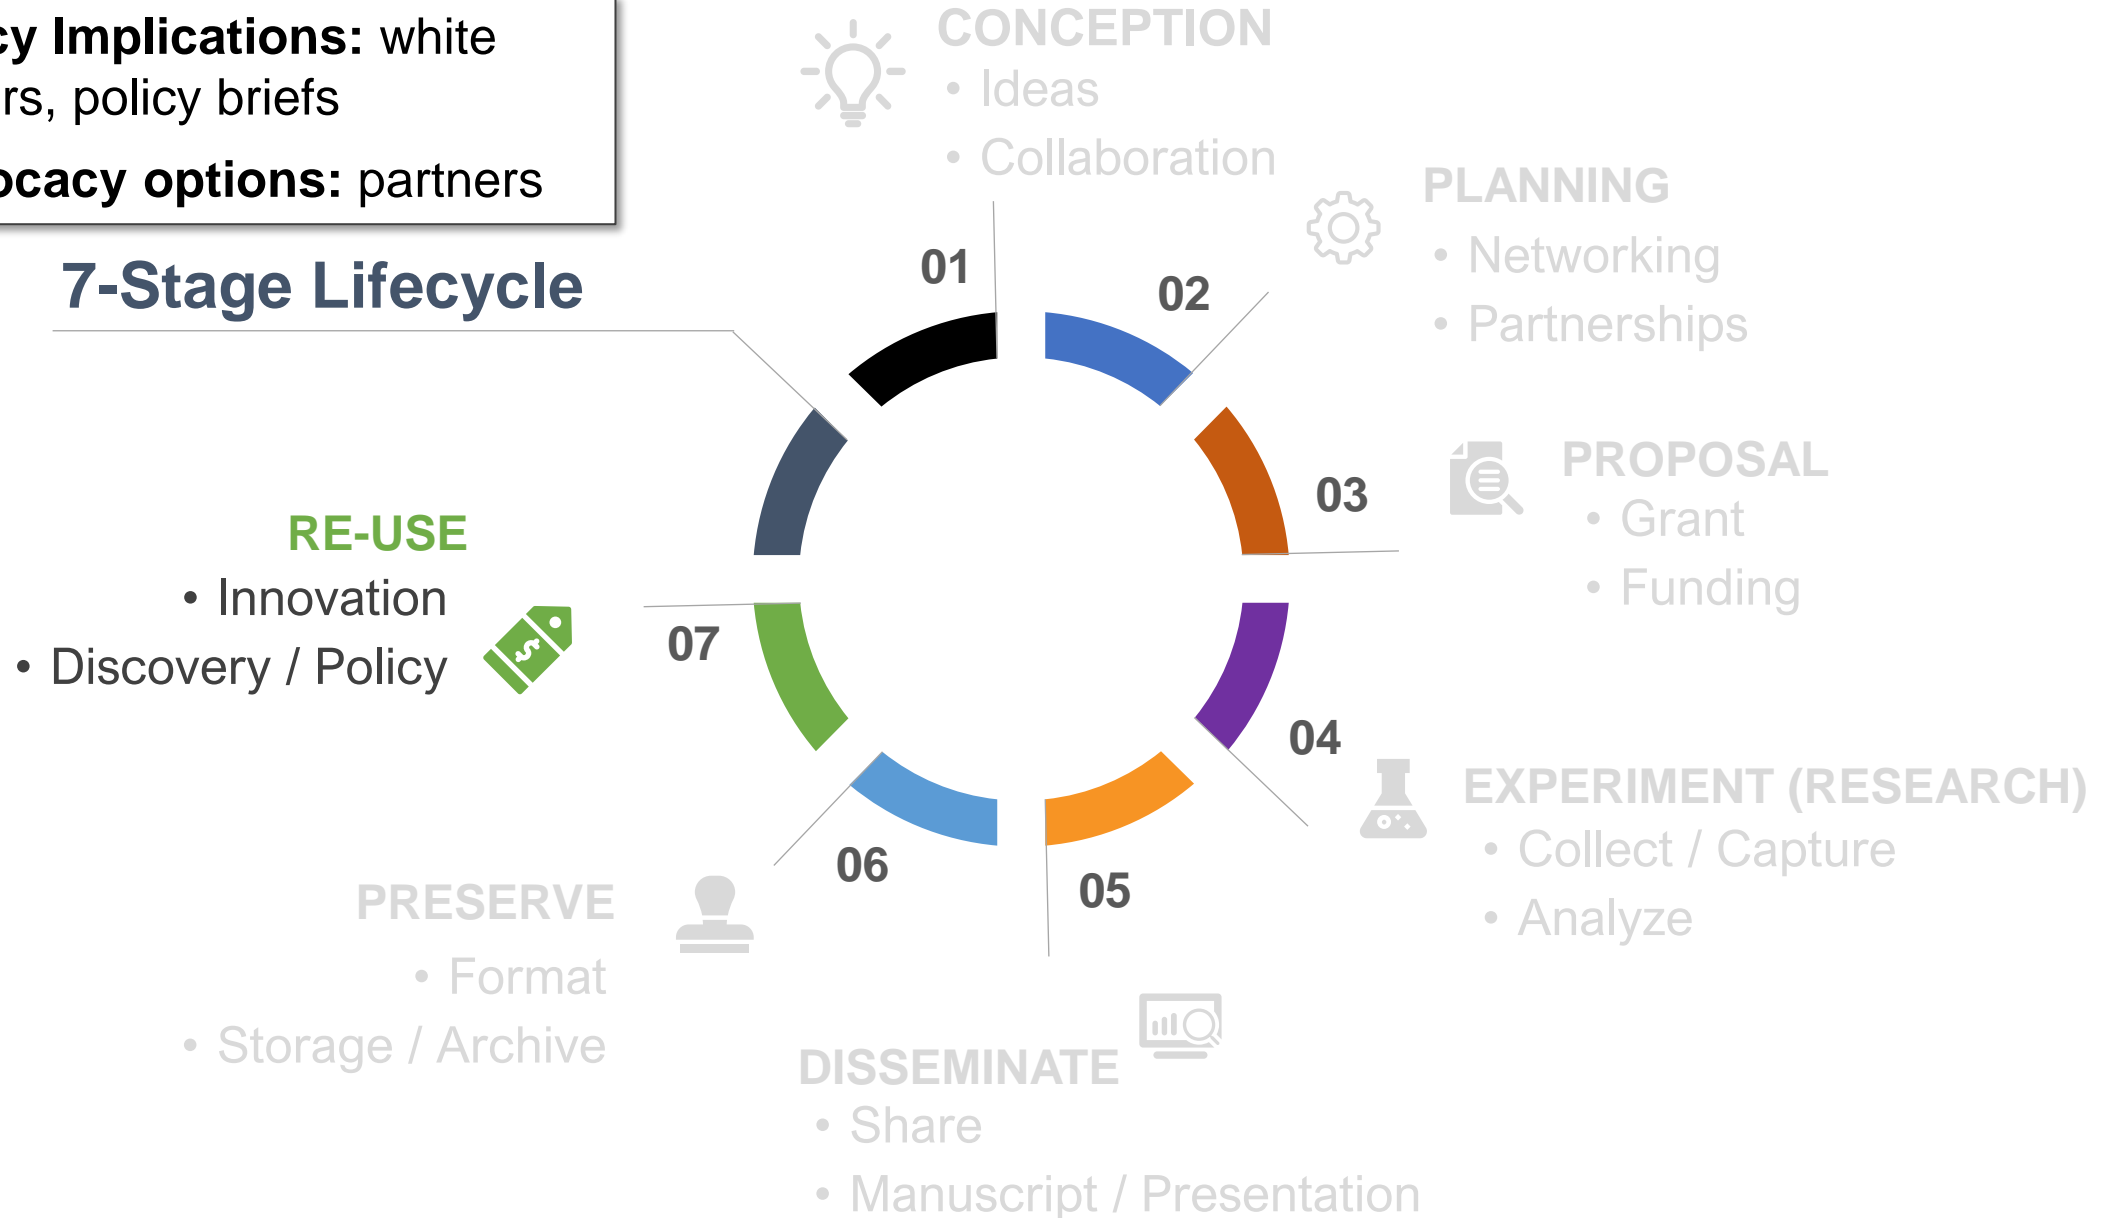 cy Implications: white
rs, policy briefs
ocacy options: partners
7-Stage Lifecycle
CONCEPTION
• Ideas
• Collaboration
01
PLANNING
• Networking
• Partnerships
02
PROPOSAL
• Grant
• Funding
03
EXPERIMENT (RESEARCH)
• Collect / Capture
• Analyze
04
DISSEMINATE
• Share
• Manuscript / Presentation
05
PRESERVE
• Format
• Storage / Archive
06
RE-USE
• Innovation
• Discovery / Policy
$
07